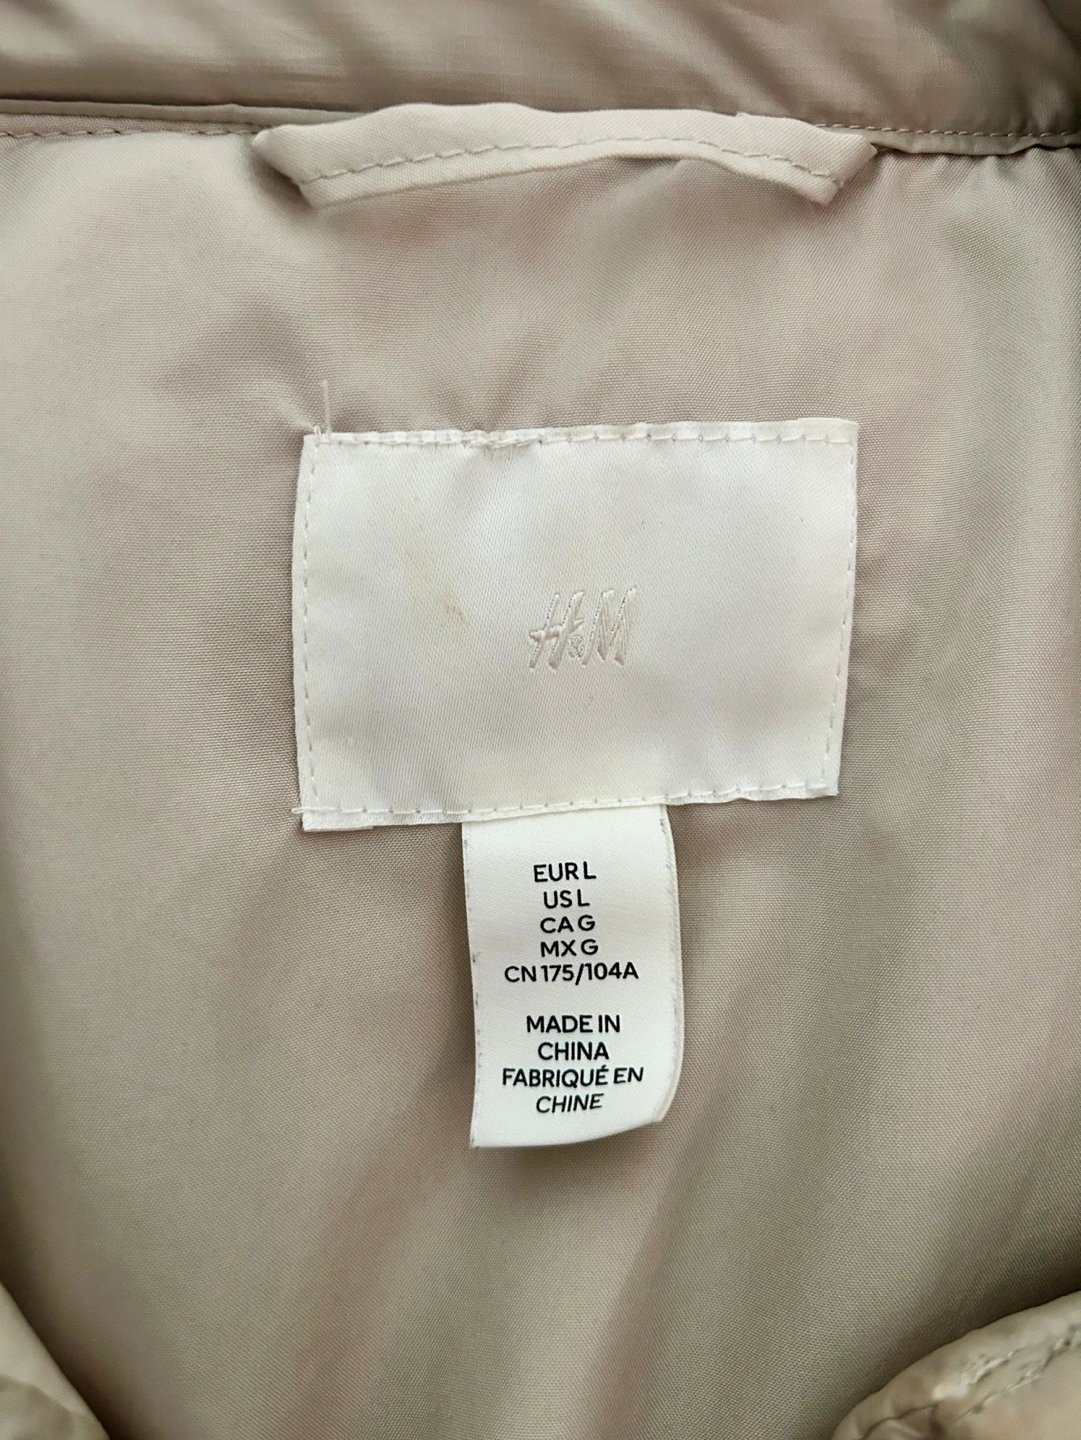 H&M
EUR L
US L
CA G
MX G
CN 175/104A
MADE IN
CHINA
FABRIQUÉ EN
CHINE